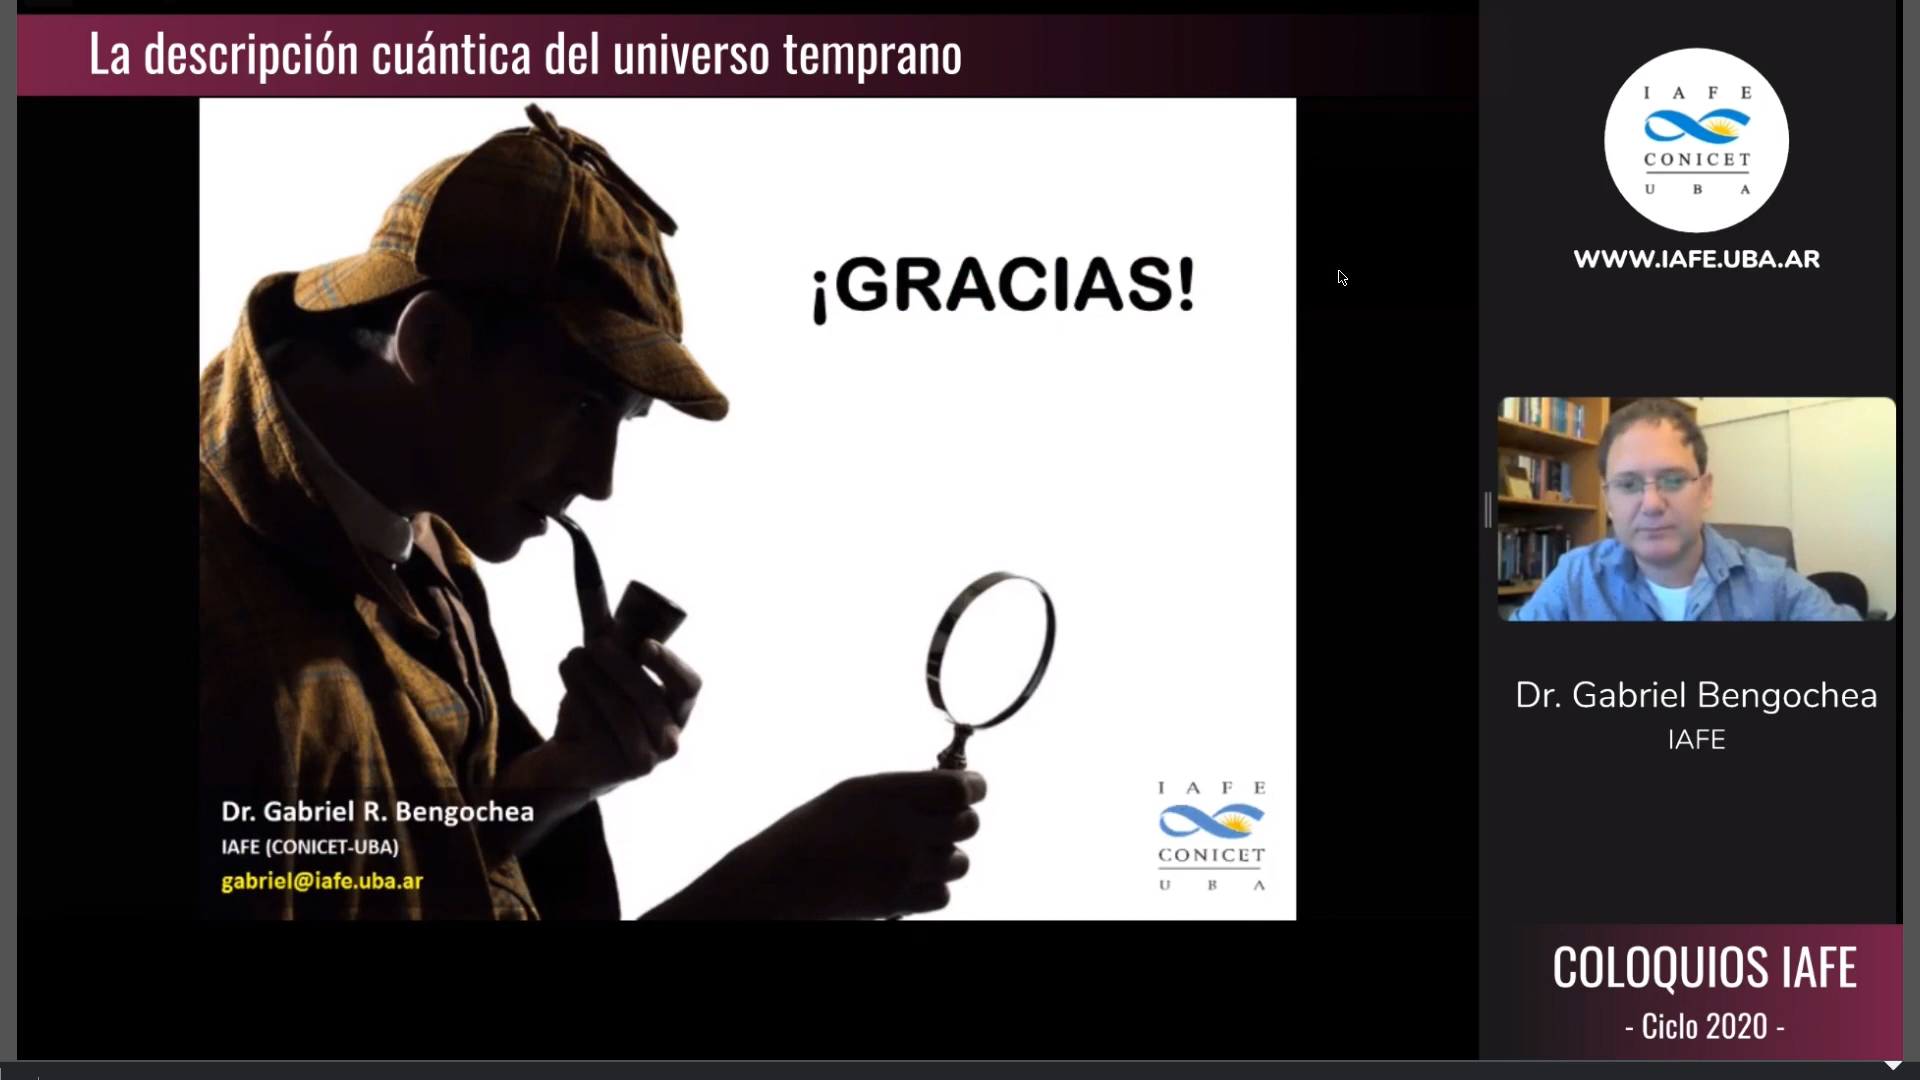 La descripción cuántica del universo temprano
¡GRACIAS!
Dr. Gabriel R. Bengochea
IAFE (CONICET-UBA)
gabriel@iafe.uba.ar
I A F E
CONICET
U B A
I A F E
CONICET
U B A
WWW.IAFE.UBA.AR
Dr. Gabriel Bengochea
IAFE
COLOQUIOS IAFE
- Ciclo 2020 -